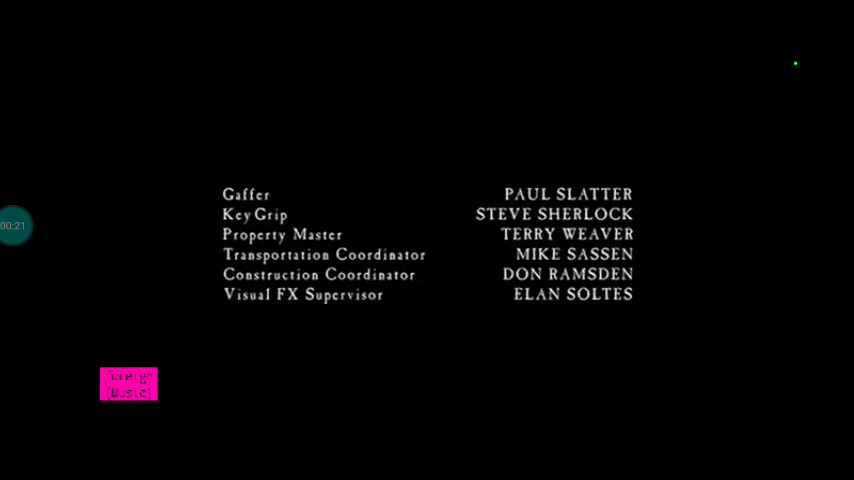 Gaffer PAUL SLATTER
Key Grip STEVE SHERLOCK
Property Master TERRY WEAVER
Transportation Coordinator MIKE SASSEN
Construction Coordinator DON RAMSDEN
Visual FX Supervisor ELAN SOLTES
00:21
foreign
[Music]